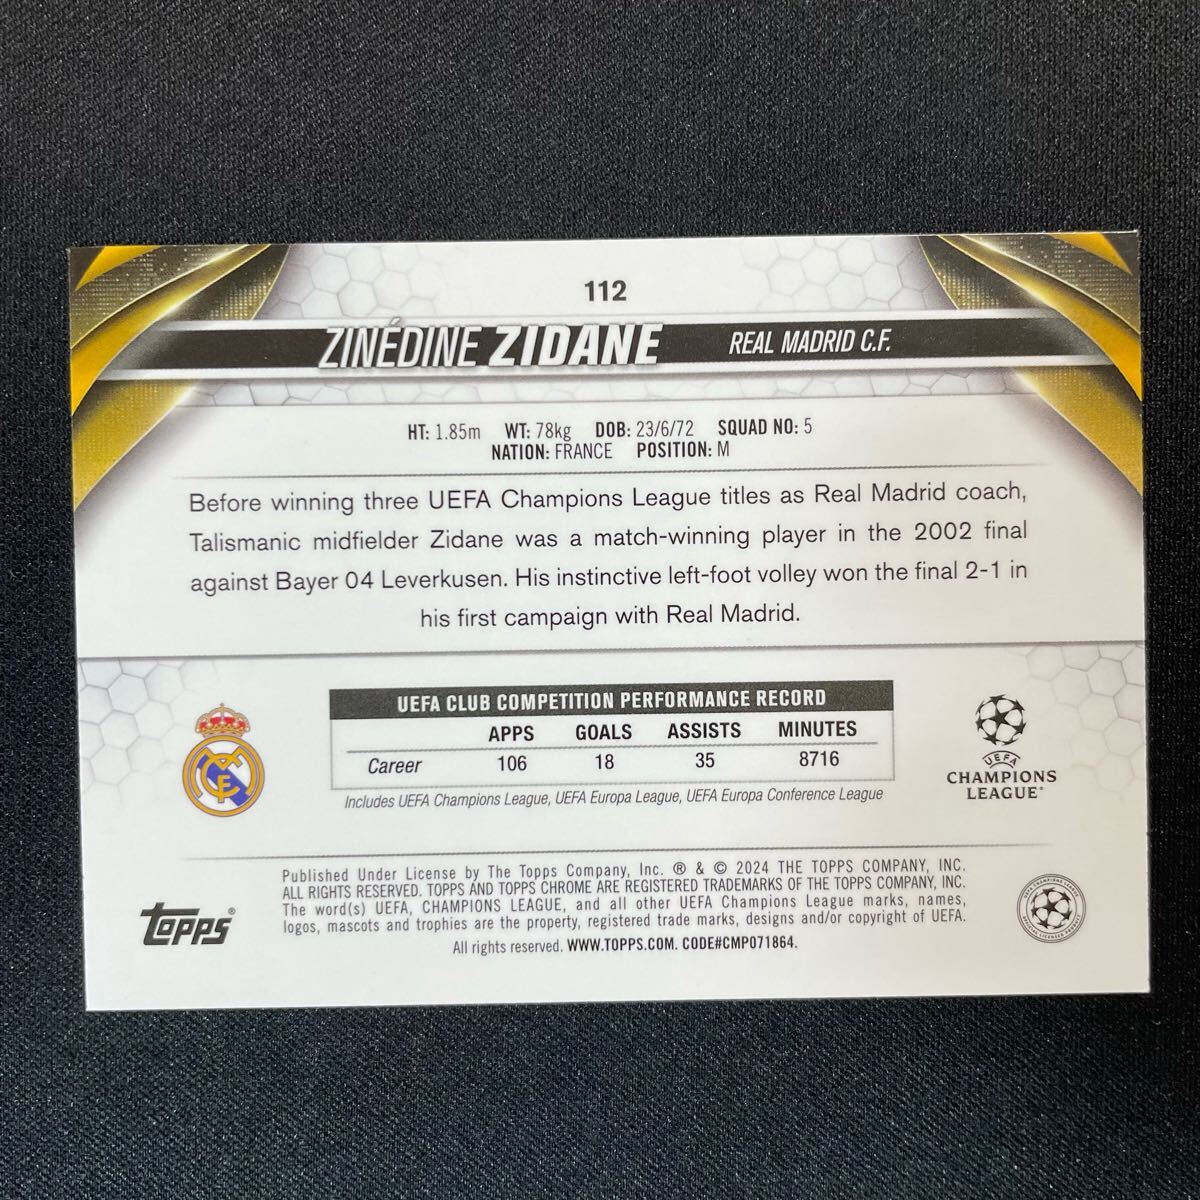 112
ZINÉDINE ZIDANE REAL MADRID C.F.
HT: 1.85m WT: 78kg DOB: 23/6/72 SQUAD NO: 5
NATION: FRANCE POSITION: M
Before winning three UEFA Champions League titles as Real Madrid coach,
Talismanic midfielder Zidane was a match-winning player in the 2002 final
against Bayer 04 Leverkusen. His instinctive left-foot volley won the final 2-1 in
his first campaign with Real Madrid.
UEFA CLUB COMPETITION PERFORMANCE RECORD
APPS GOALS ASSISTS MINUTES
Career 106 18 35 8716
Includes UEFA Champions League, UEFA Europa League, UEFA Europa Conference League
UEFA
CHAMPIONS
LEAGUE®
Published Under License by The Topps Company, Inc. ® & © 2024 THE TOPPS COMPANY, INC.
ALL RIGHTS RESERVED. TOPPS AND TOPPS CHROME ARE REGISTERED TRADEMARKS OF THE TOPPS COMPANY, INC.
The word(s) UEFA, CHAMPIONS LEAGUE, and all other UEFA Champions League marks, names,
logos, mascots and trophies are the property, registered trade marks, designs and/or copyright of UEFA.
All rights reserved. WWW.TOPPS.COM. CODE#CMP071864.
topps®
UEFA CHAMPIONS LEAGUE
OFFICIAL LICENSED PRODUCT